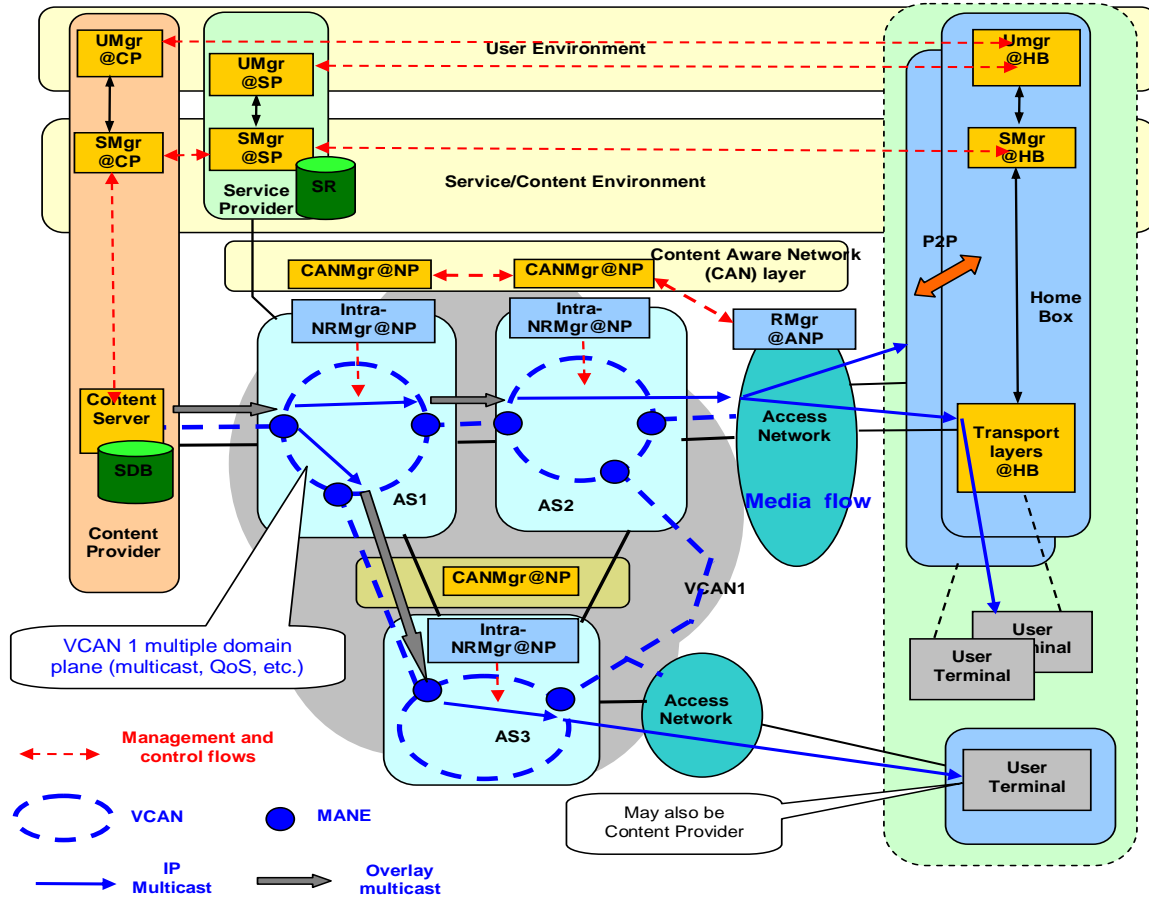 UMgr
@CP
User Environment
Umgr
@HB
UMgr
@SP
SMgr
@CP
SMgr
@SP
SMgr
@HB
SR
Service
Provider
Service/Content Environment
P2P
Home
Box
Content Aware Network
(CAN) layer
CANMgr@NP
CANMgr@NP
Intra-
NRMgr@NP
Intra-
NRMgr@NP
RMgr
@ANP
Content
Server
SDB
Content
Provider
Access
Network
Transport
layers
@HB
AS1
AS2
Media flow
CANMgr@NP
VCAN1
VCAN 1 multiple domain
plane (multicast, QoS, etc.)
Intra-
NRMgr@NP
User
Terminal
User
Terminal
Access
Network
AS3
User
Terminal
Management and
control flows
May also be
Content Provider
VCAN
MANE
IP
Multicast
Overlay
multicast